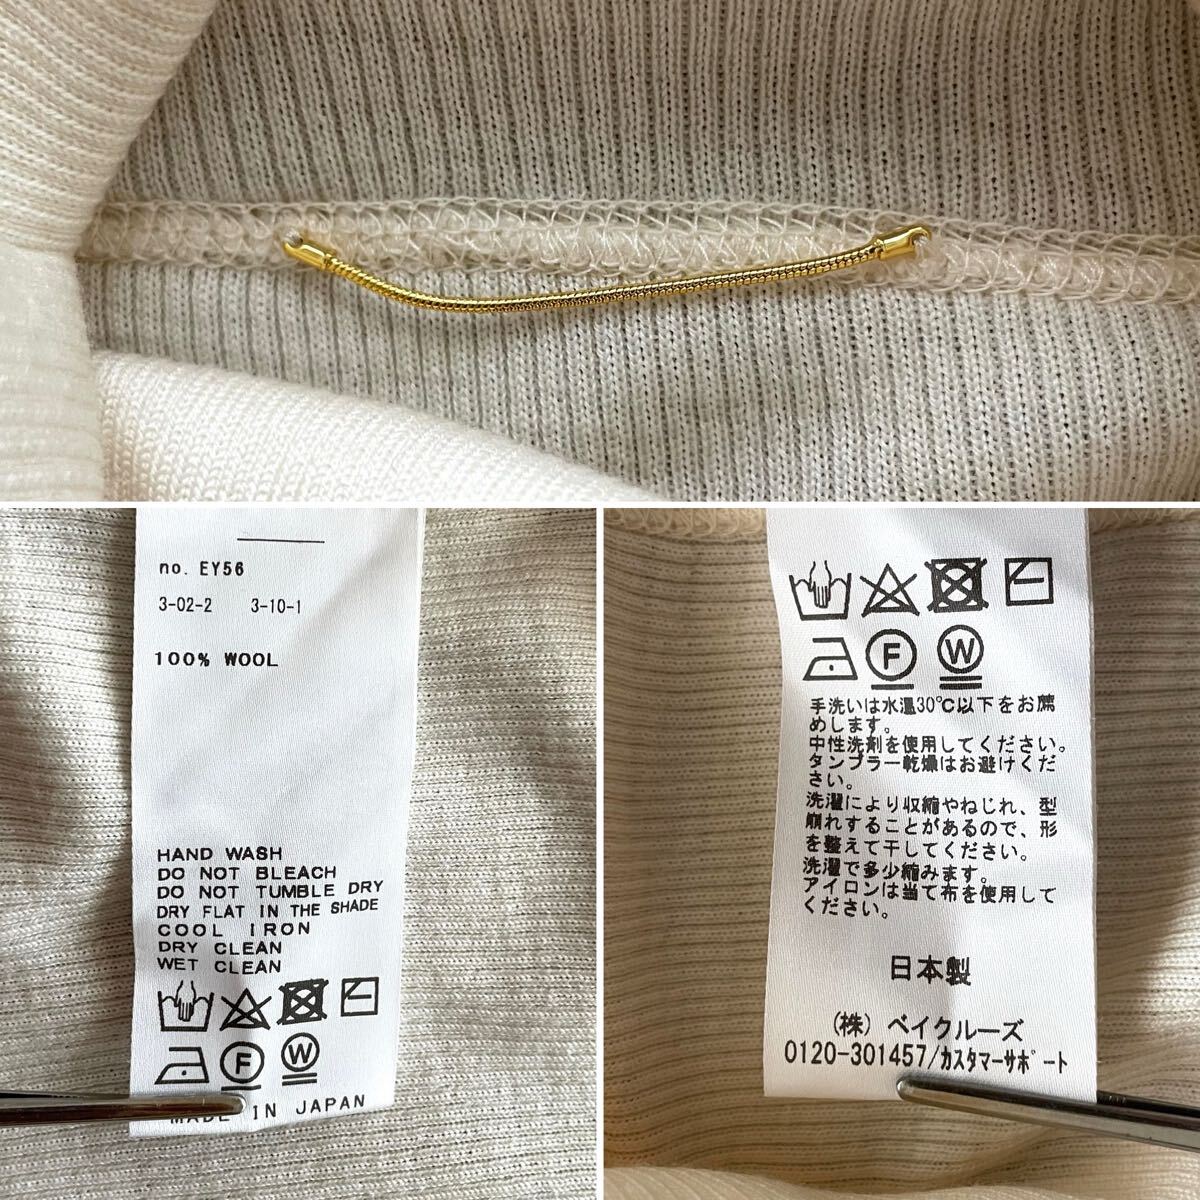 no. EY56
3-02-2 3-10-1
100% WOOL
HAND WASH
DO NOT BLEACH
DO NOT TUMBLE DRY
DRY FLAT IN THE SHADE
COOL IRON
DRY CLEAN
WET CLEAN
F W
MADE IN JAPAN
F W
手洗いは水温30℃以下をお薦
めします。
中性洗剤を使用してください。
タンブラー乾燥はお避けくだ
さい。
洗濯により収縮やねじれ、型
崩れすることがあるので、形
を整えて干してください。
洗濯で多少縮みます。
アイロンは当て布を使用して
ください。
日本製
(株) ベイクルーズ
0120-301457/カスタマーサポート